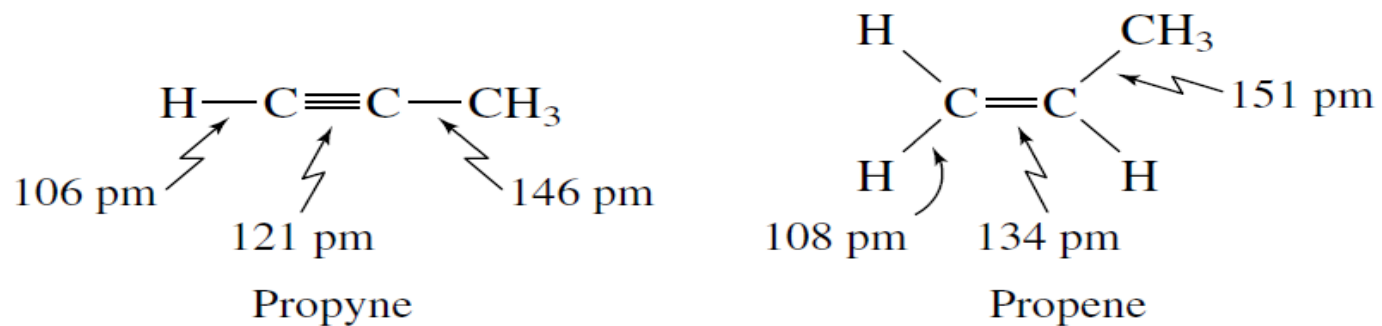 H—C≡C—CH₃
106 pm
121 pm
146 pm
Propyne
H
CH₃
C=C
151 pm
H
H
108 pm
134 pm
Propene